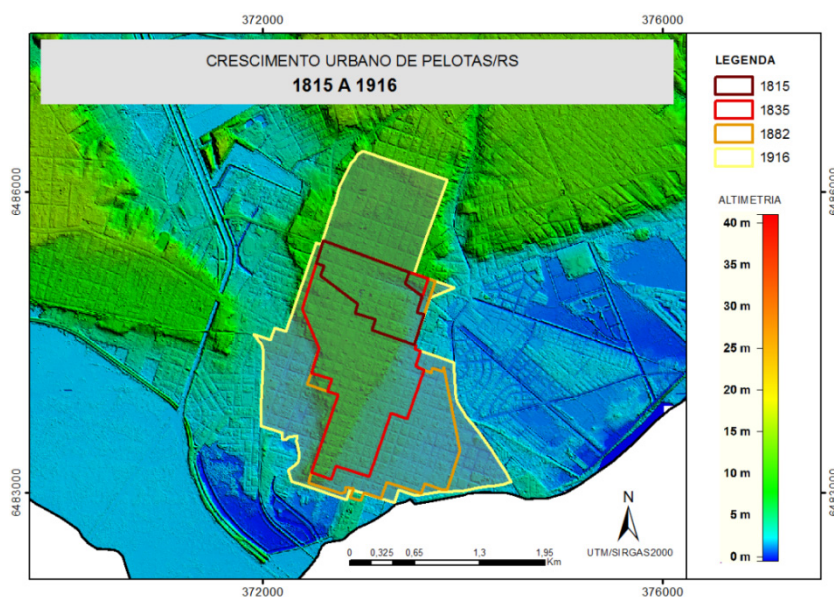 372000
376000
CRESCIMENTO URBANO DE PELOTAS/RS
1815 A 1916
LEGENDA
1815
1835
1882
1916
ALTIMETRIA
40 m
35 m
30 m
25 m
20 m
15 m
10 m
5 m
0 m
6486000
6486000
6483000
6483000
N
UTM/SIRGAS2000
0 0,325 0,65 1,3 1,95
Km
372000
376000